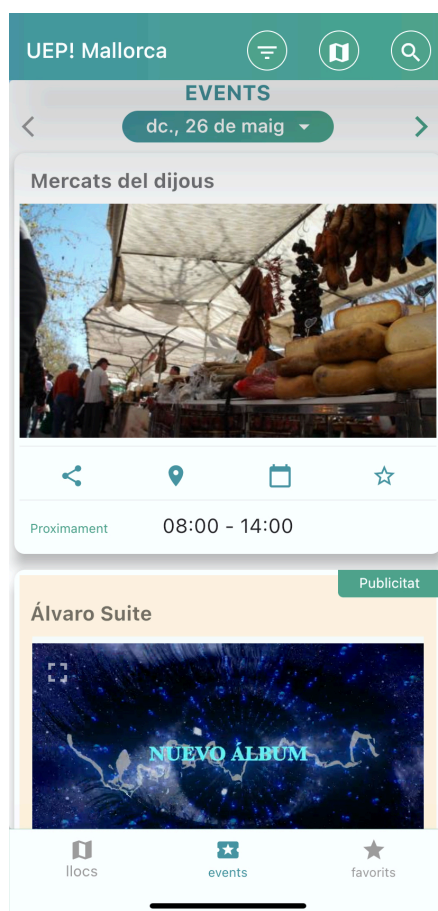 UEP! Mallorca
EVENTS
dc., 26 de maig
Mercats del dijous
Proximament
08:00 - 14:00
Publicitat
Álvaro Suite
NUEVO ÁLBUM
llocs
events
favorits